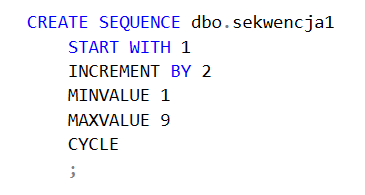 CREATE SEQUENCE dbo.sekwencja1
START WITH 1
INCREMENT BY 2
MINVALUE 1
MAXVALUE 9
CYCLE
;